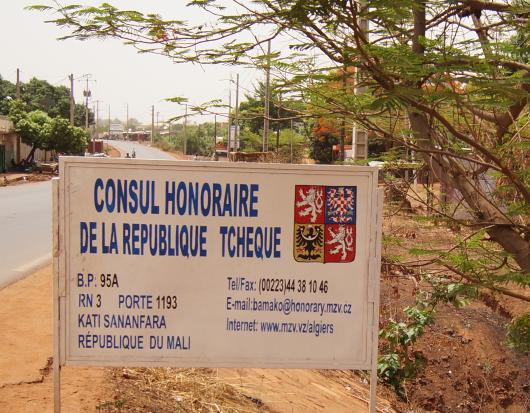 CONSUL HONORAIRE
DE LA REPUBLIQUE TCHEQUE
B.P: 95A
RN 3 PORTE 1193
KATI SANANFARA
RÉPUBLIQUE DU MALI
Tel/Fax: (00223) 44 38 10 46
E-mail:bamako@honorary.mzv.cz
Internet: www.mzv.vz/algiers